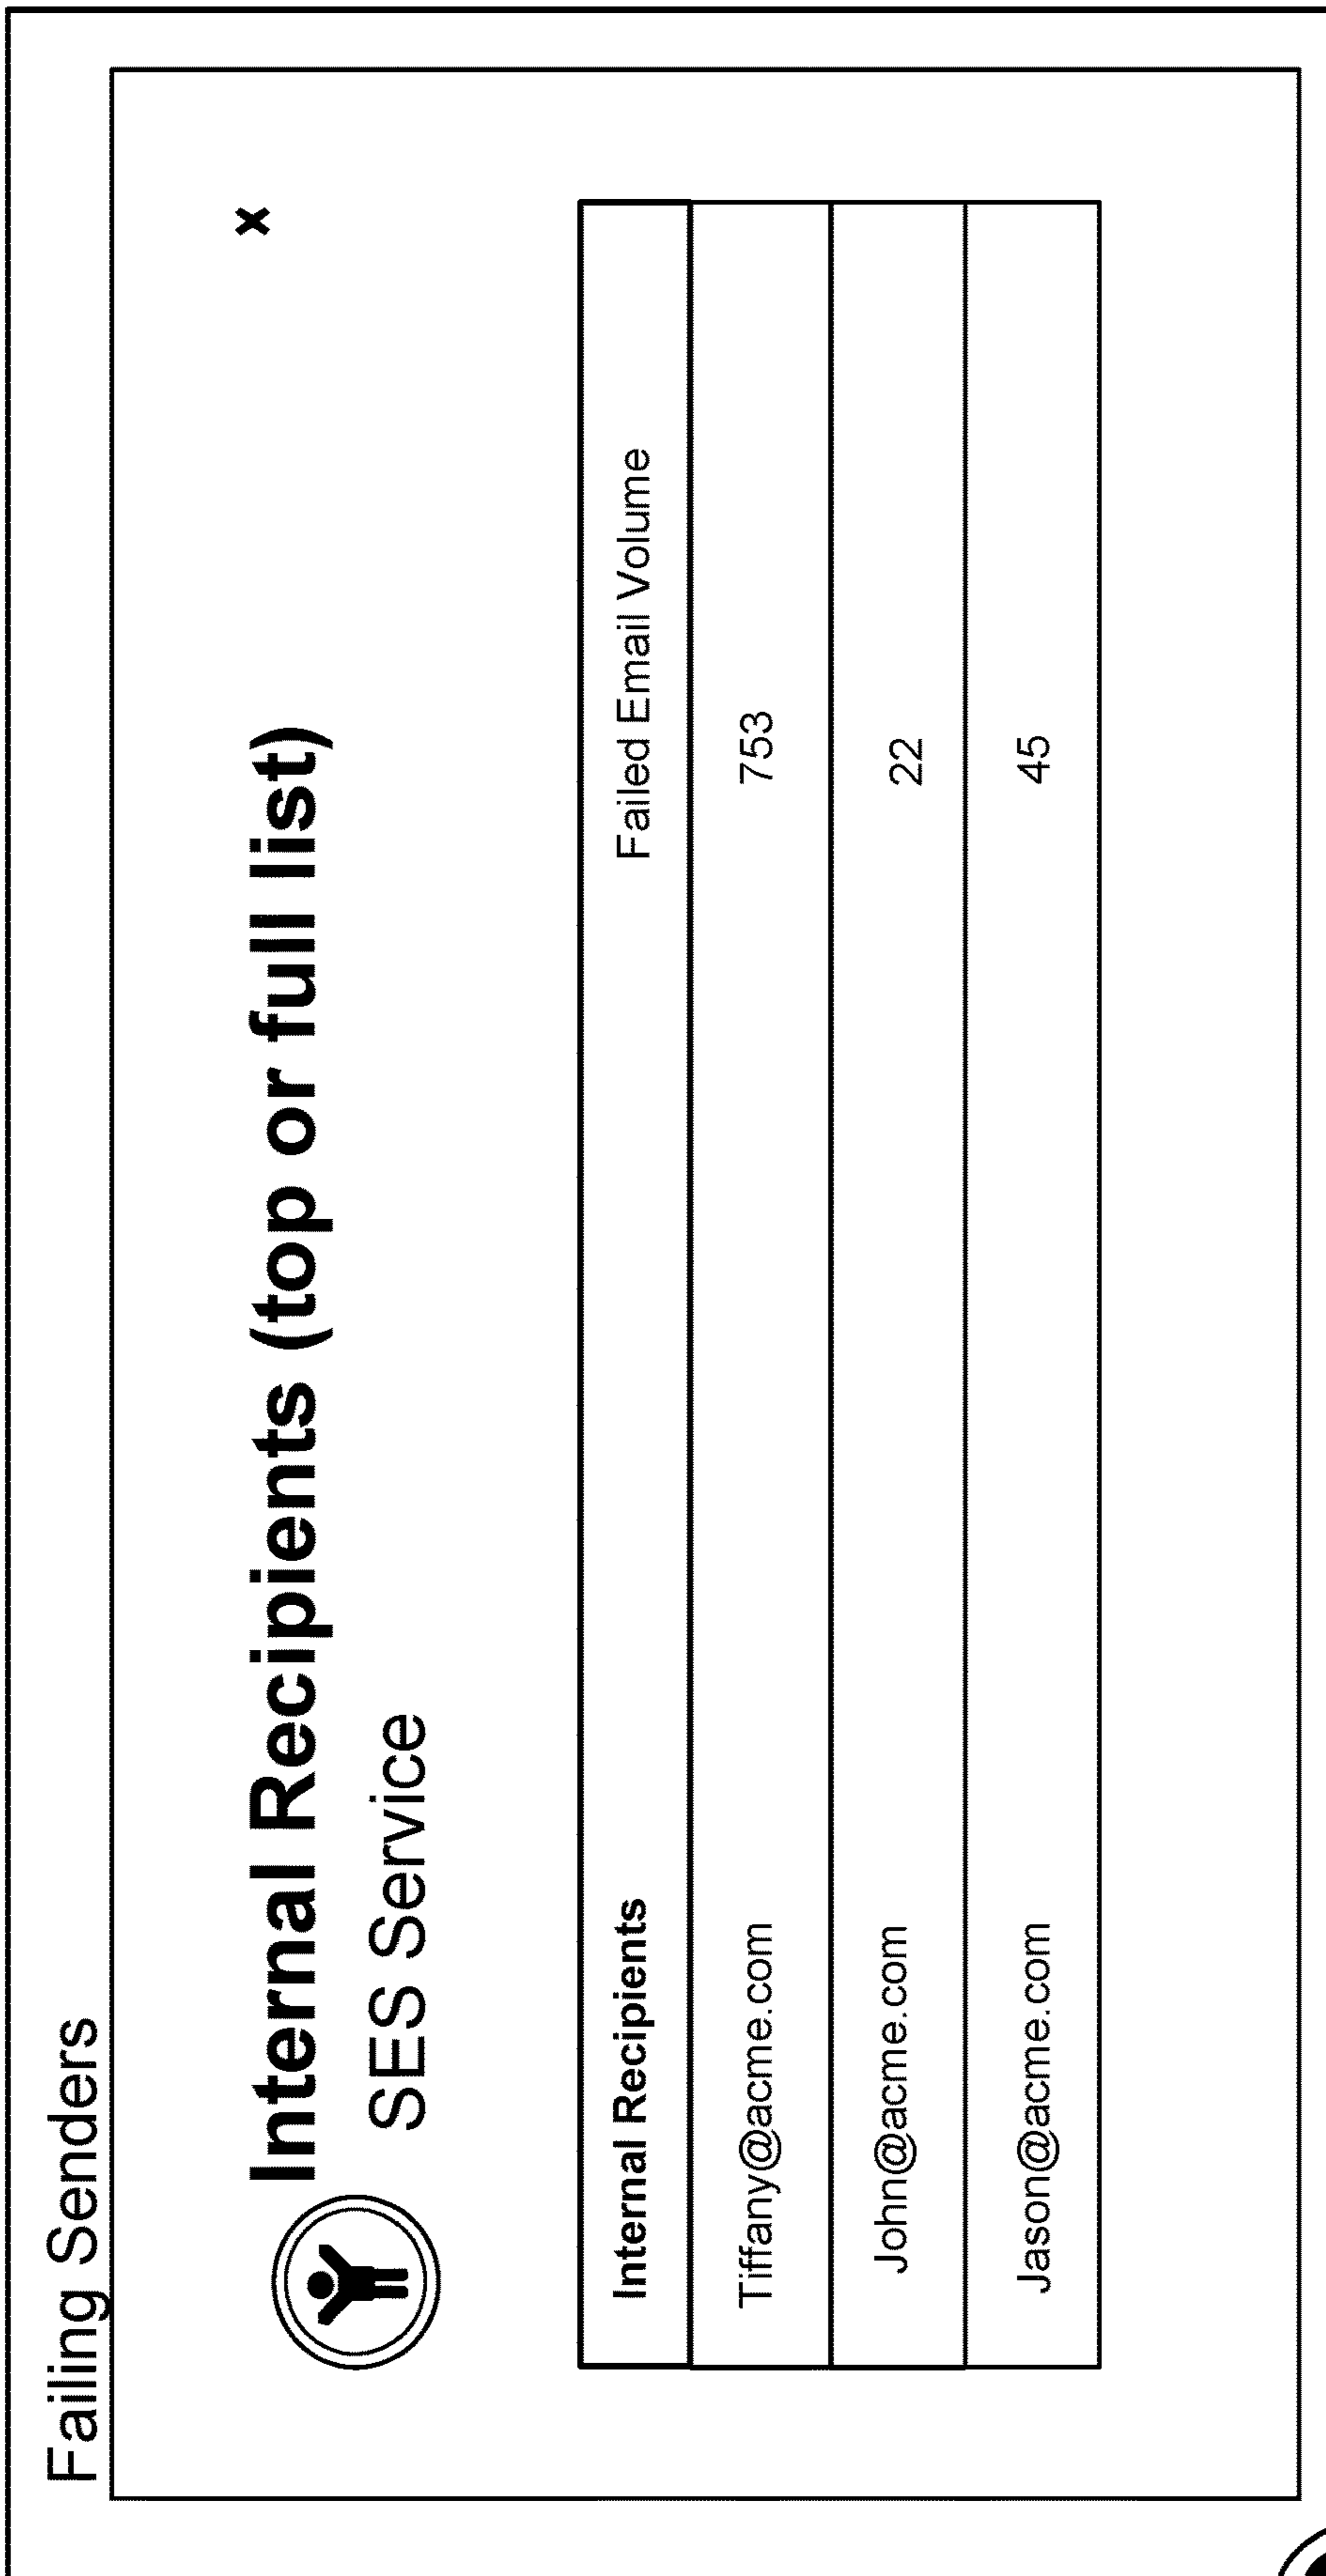 Failing Senders
Internal Recipients (top or full list)
x
SES Service
Internal Recipients Failed Email Volume
Tiffany@acme.com 753
John@acme.com 22
Jason@acme.com 45